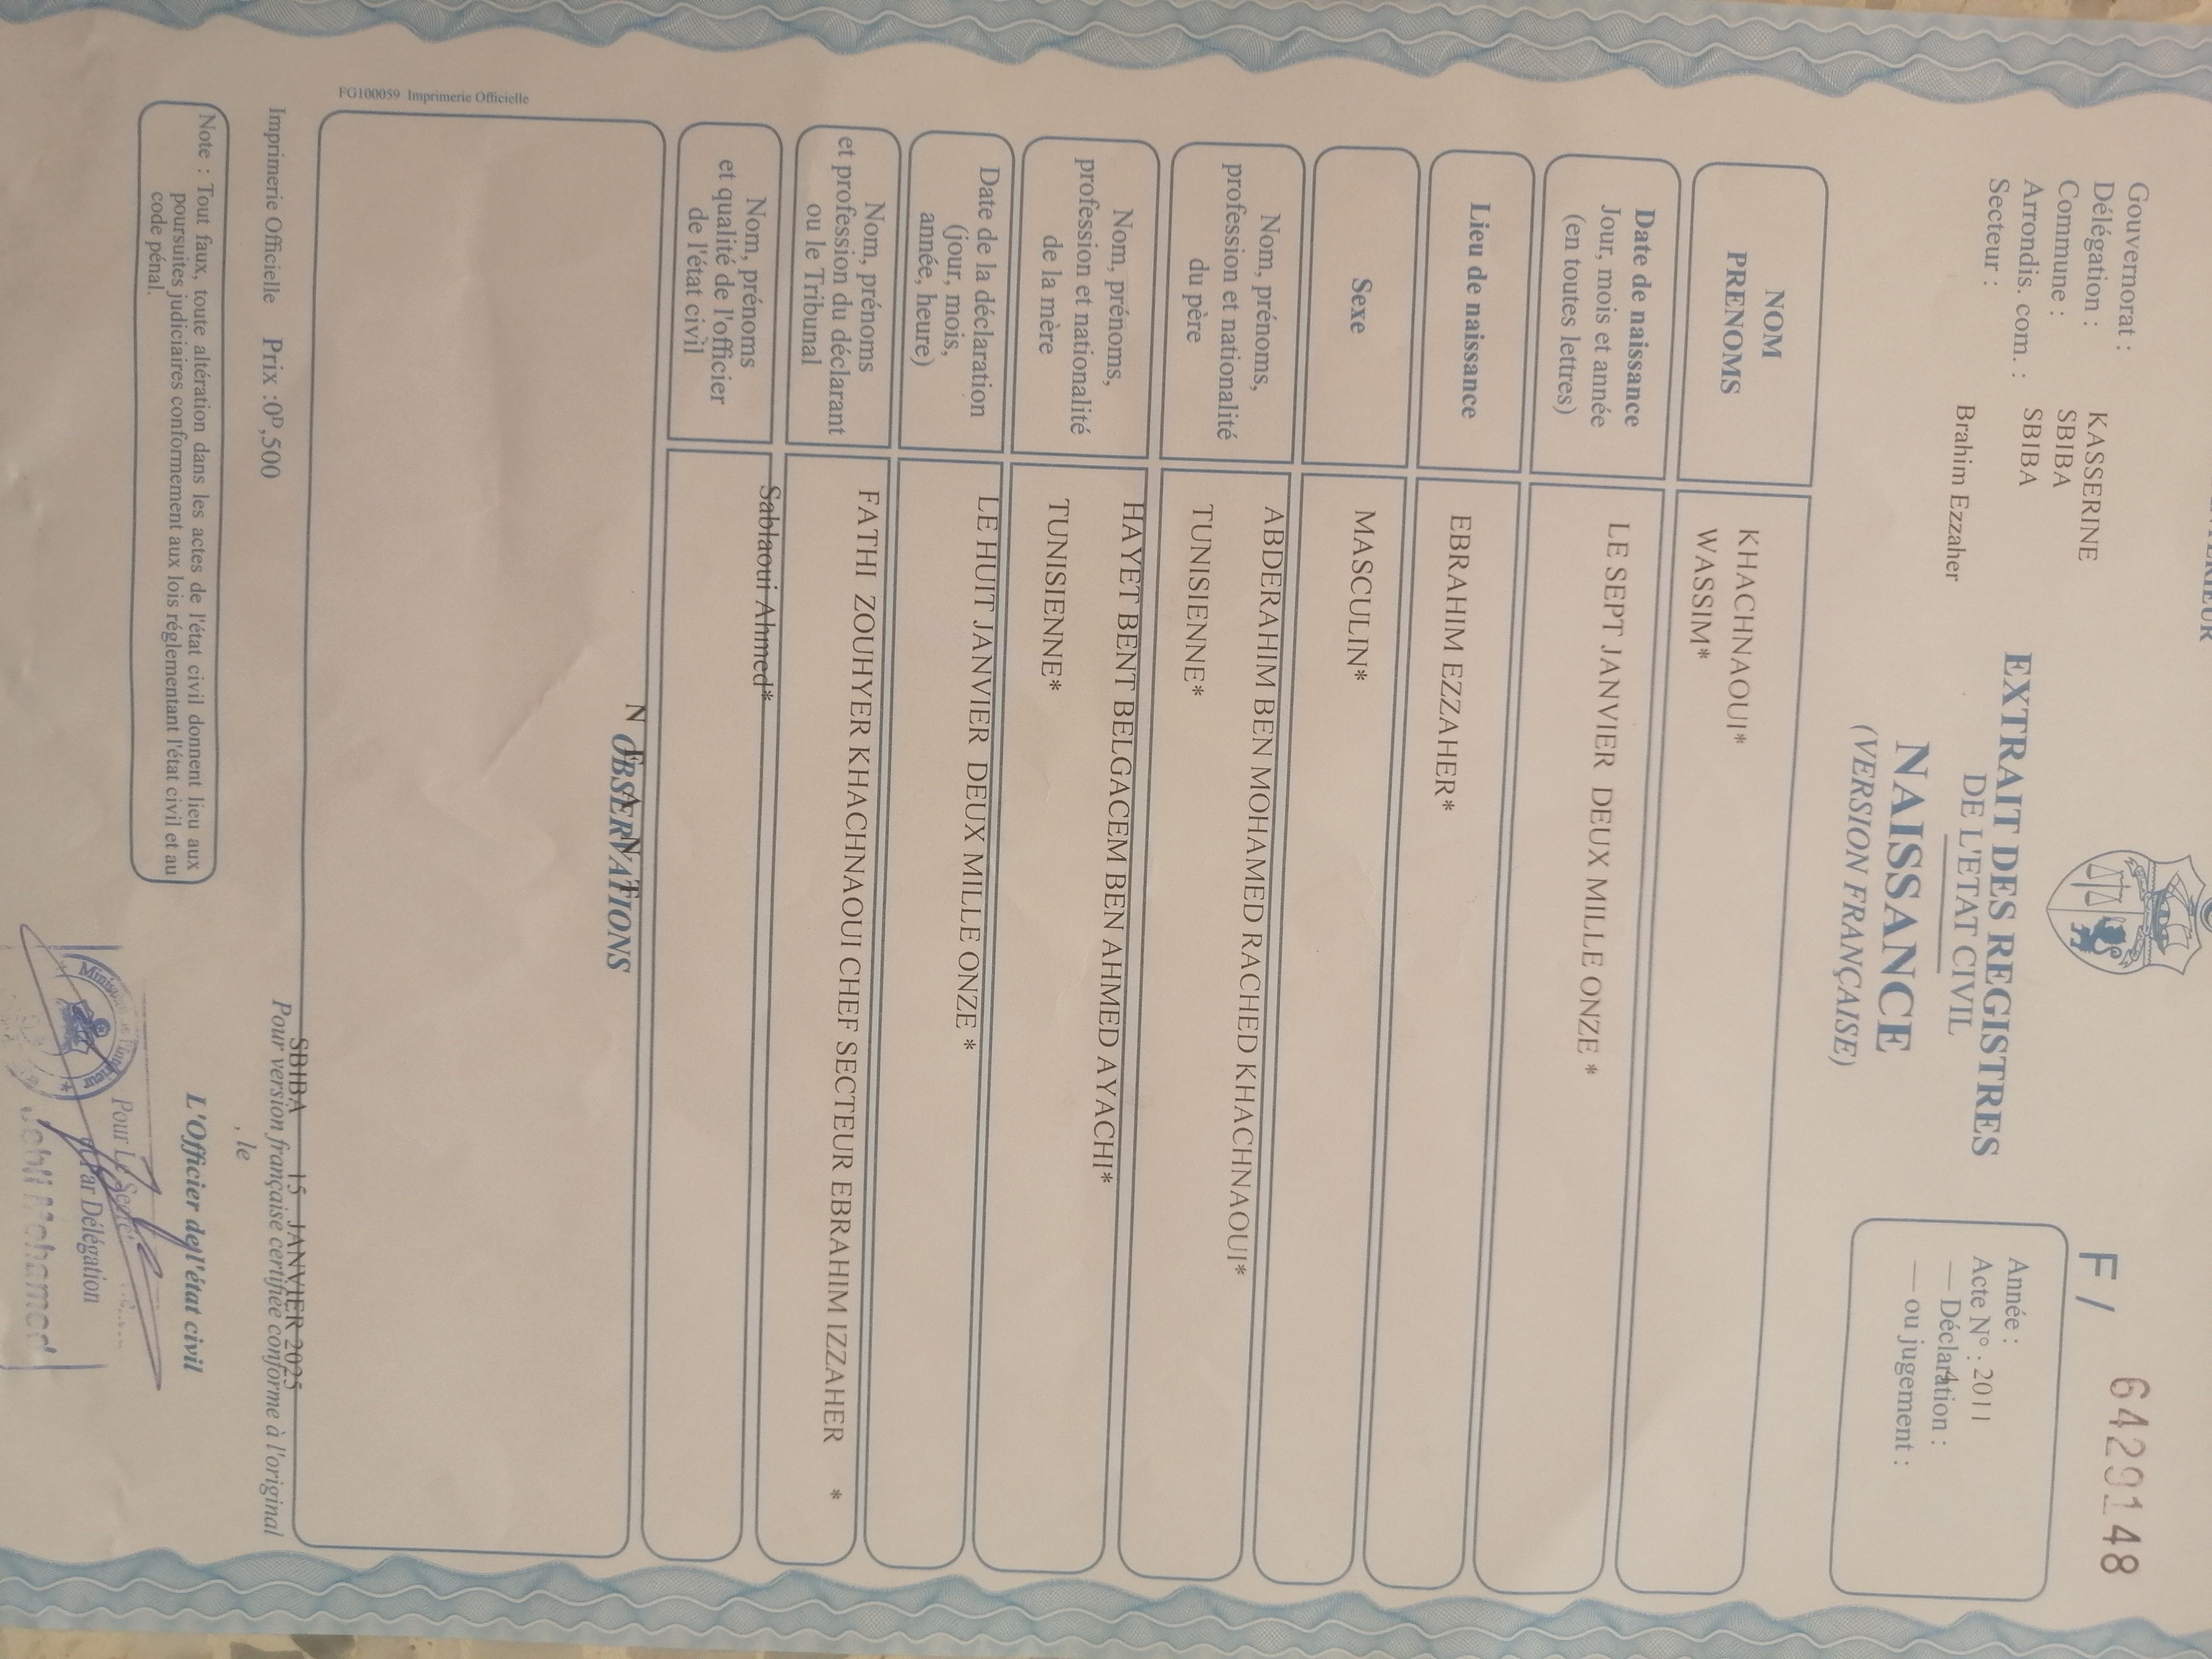 EXTRAIT DES REGISTRES
DE L'ETAT CIVIL
NAISSANCE
(VERSION FRANÇAISE)
Gouvernorat :
Délégation : KASSERINE
Commune : SBIBA
Arrondis. com. : SBIBA
Secteur :
Brahim Ezzaher
F / 6429148
Année :
Acte N° : 2011
— Déclaration :
4
— ou jugement :
NOM
PRENOMS
KHACHNAOUI*
WASSIM*
Date de naissance
Jour, mois et année
(en toutes lettres)
LE SEPT JANVIER DEUX MILLE ONZE *
Lieu de naissance
EBRAHIM EZZAHER*
Sexe
MASCULIN*
Nom, prénoms,
profession et nationalité
du père
ABDERAHIM BEN MOHAMED RACHED KHACHNAOUI*
TUNISIENNE*
Nom, prénoms,
profession et nationalité
de la mère
HAYET BENT BELGACEM BEN AHMED AYACHI*
TUNISIENNE*
Date de la déclaration
(jour, mois,
année, heure)
LE HUIT JANVIER DEUX MILLE ONZE *
Nom, prénoms
et profession du déclarant
ou le Tribunal
FATHI ZOUHYER KHACHNAOUI CHEF SECTEUR EBRAHIM IZZAHER *
Nom, prénoms
et qualité de l'officier
de l'état civil
Sablaoui Ahmed*
N E A N T
OBSERVATIONS
FG100059 Imprimerie Officielle
SBIBA 15 JANVIER 2025
Pour version française certifiée conforme à l'original
, le
Imprimerie Officielle Prix :0ᴰ,500
L'Officier de l'état civil
Note : Tout faux, toute altération dans les actes de l'état civil donnent lieu aux
poursuites judiciaires conformement aux lois réglementant l'état civil et au
code pénal.
Pour Le
Par Délégation
Mohamed